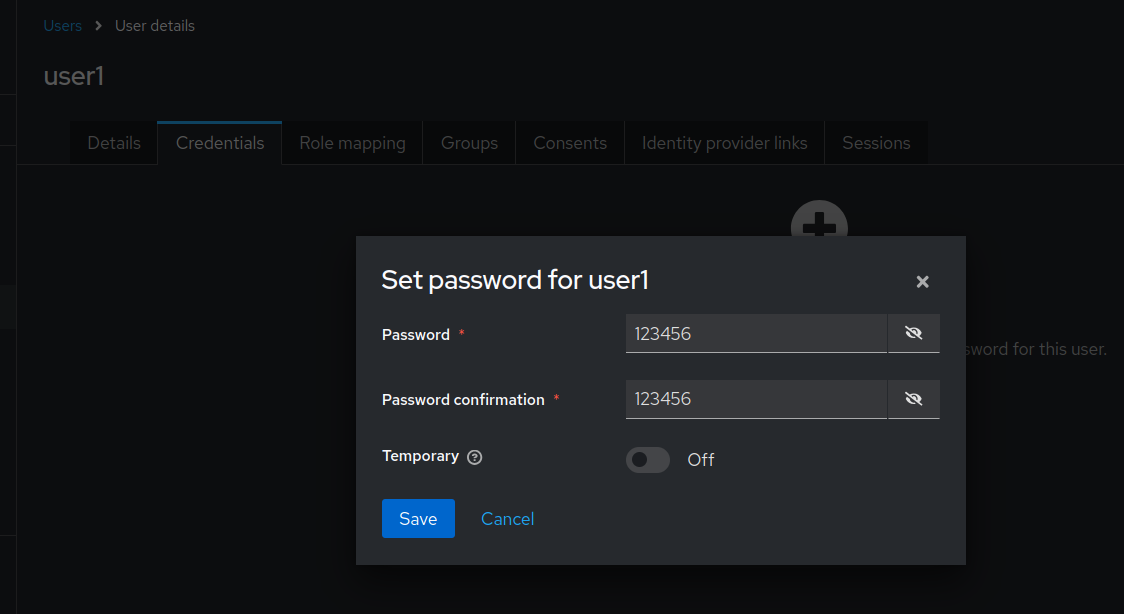 Users > User details
user1
Details Credentials Role mapping Groups Consents Identity provider links Sessions
Set password for user1
Password *
123456
for this user.
Password confirmation *
123456
Temporary
Off
Save Cancel